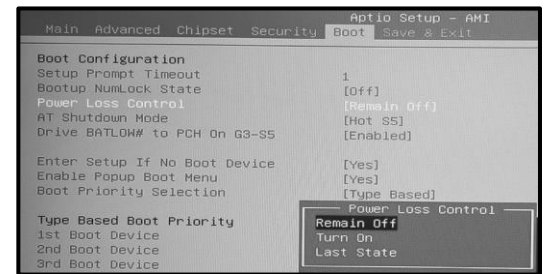 Aptio Setup - AMI
Main Advanced Chipset Security Boot Save & Exit
Boot Configuration
Setup Prompt Timeout 1
Bootup NumLock State [Off]
Power Loss Control [Remain Off]
AT Shutdown Mode [Hot S5]
Drive BATLOW# to PCH On G3-S5 [Enabled]
Enter Setup If No Boot Device [Yes]
Enable Popup Boot Menu [Yes]
Boot Priority Selection [Type Based]
Power Loss Control
Type Based Boot Priority Remain Off
1st Boot Device Turn On
2nd Boot Device Last State
3rd Boot Device